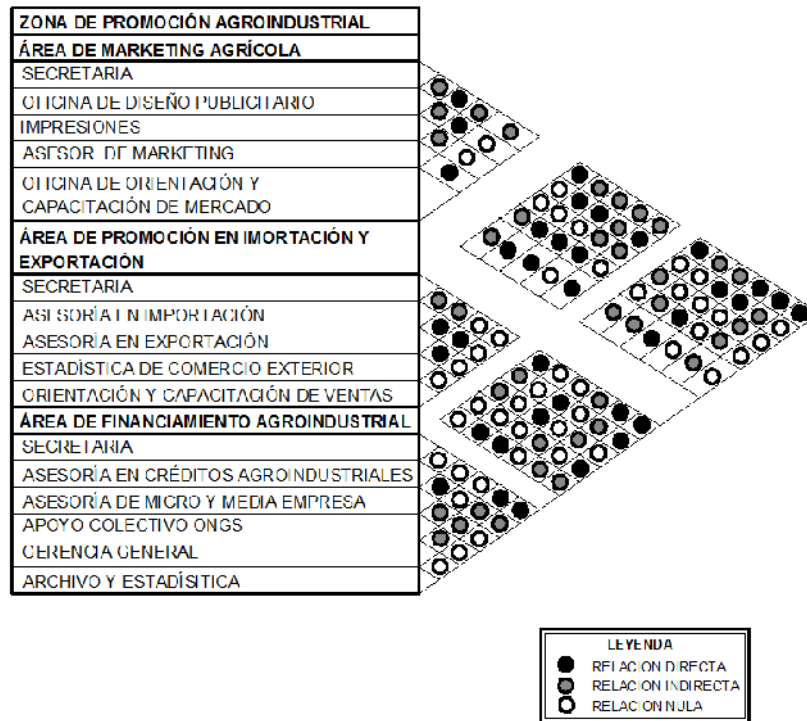 ZONA DE PROMOCIÓN AGROINDUSTRIAL
ÁREA DE MARKETING AGRÍCOLA
SECRETARIA
OFICINA DE DISEÑO PUBLICITARIO
IMPRESIONES
ASESOR DE MARKETING
OFICINA DE ORIENTACIÓN Y
CAPACITACIÓN DE MERCADO
ÁREA DE PROMOCIÓN EN IMORTACIÓN Y
EXPORTACIÓN
SECRETARIA
ASESORÍA EN IMPORTACIÓN
ASESORÍA EN EXPORTACIÓN
ESTADÍSTICA DE COMERCIO EXTERIOR
ORIENTACIÓN Y CAPACITACIÓN DE VENTAS
ÁREA DE FINANCIAMIENTO AGROINDUSTRIAL
SECRETARIA
ASESORÍA EN CRÉDITOS AGROINDUSTRIALES
ASESORÍA DE MICRO Y MEDIA EMPRESA
APOYO COLECTIVO ONGS
GERENCIA GENERAL
ARCHIVO Y ESTADÍSITICA
LEYENDA
RELACION DIRECTA
RELACION INDIRECTA
RELACION NULA